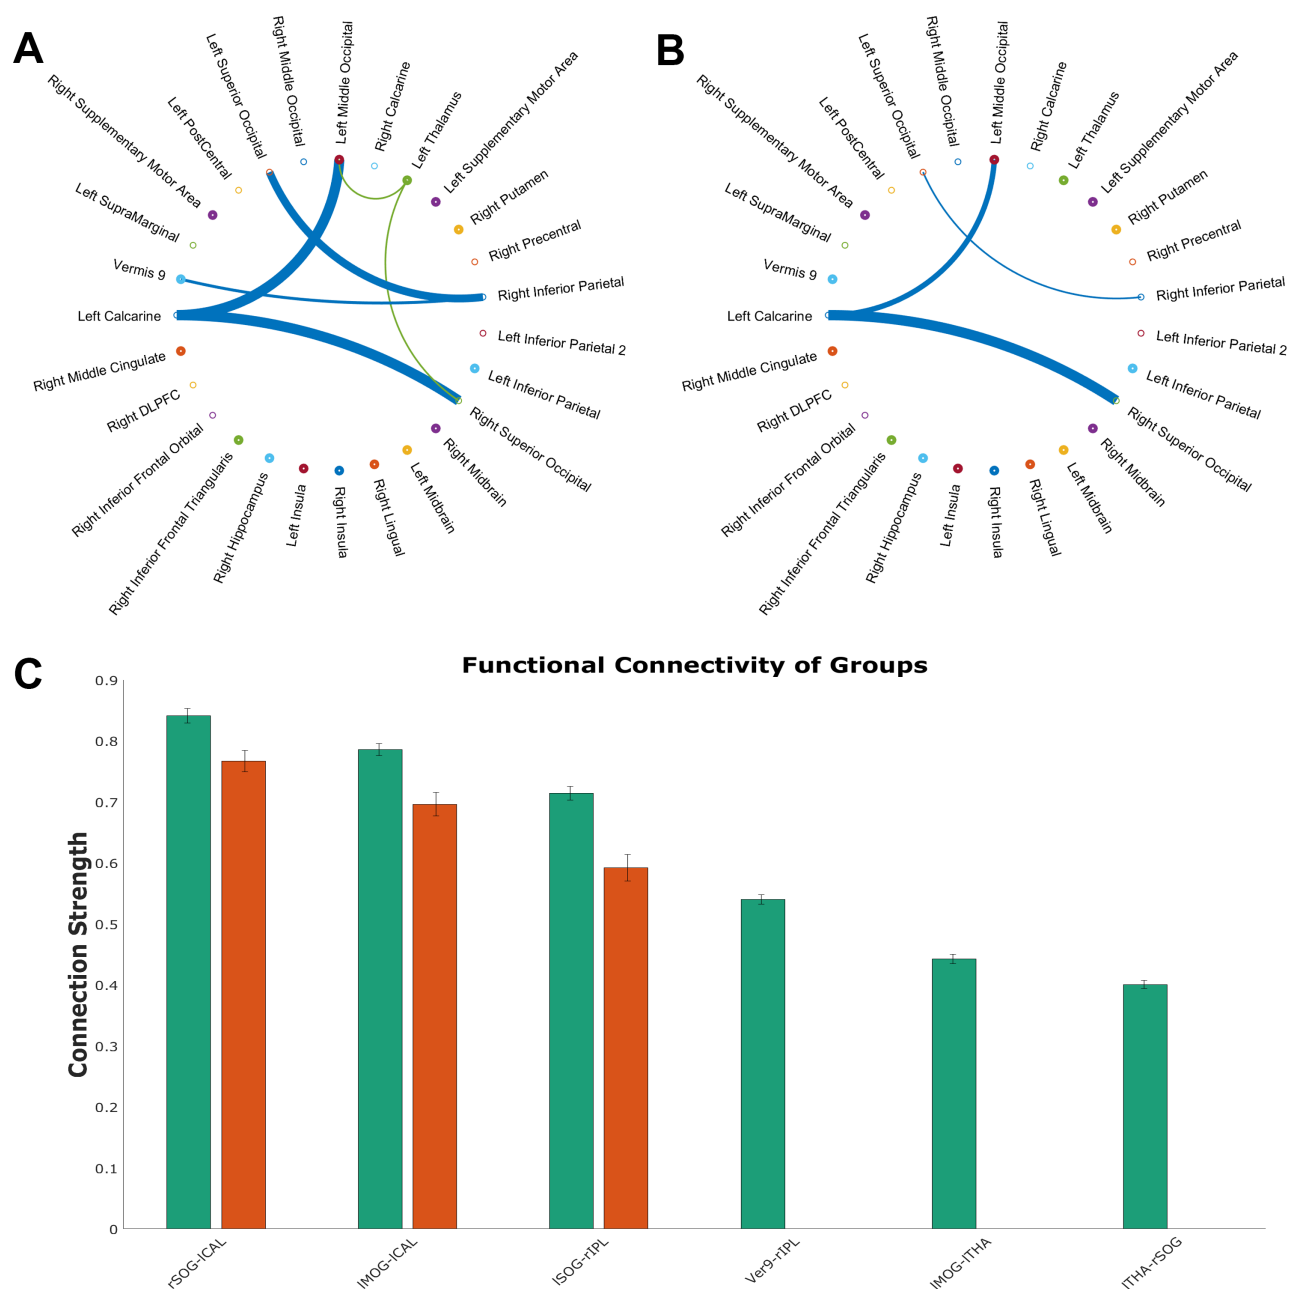 A
Right Middle Occipital
Left Middle Occipital
Left Superior Occipital
Right Calcarine
Right Supplementary Motor Area
Left PostCentral
Left Thalamus
Left Supplementary Motor Area
Left SupraMarginal
Right Putamen
Vermis 9
Right Precentral
Left Calcarine
Right Inferior Parietal
Right Middle Cingulate
Left Inferior Parietal 2
Right DLPFC
Left Inferior Parietal
Right Inferior Frontal Orbital
Right Superior Occipital
Right Inferior Frontal Triangularis
Right Midbrain
Right Hippocampus
Left Midbrain
Left Insula
Right Insula
Right Lingual
B
Right Middle Occipital
Left Middle Occipital
Left Superior Occipital
Right Calcarine
Right Supplementary Motor Area
Left PostCentral
Left Thalamus
Left Supplementary Motor Area
Left SupraMarginal
Right Putamen
Vermis 9
Right Precentral
Left Calcarine
Right Inferior Parietal
Right Middle Cingulate
Left Inferior Parietal 2
Right DLPFC
Left Inferior Parietal
Right Inferior Frontal Orbital
Right Superior Occipital
Right Inferior Frontal Triangularis
Right Midbrain
Right Hippocampus
Left Midbrain
Left Insula
Right Insula
Right Lingual
C
Functional Connectivity of Groups
Connection Strength
0.9
0.8
0.7
0.6
0.5
0.4
0.3
0.2
0.1
0
rSOG-lCAL
lMOG-lCAL
lSOG-rIPL
Ver9-rIPL
lMOG-lTHA
lTHA-rSOG